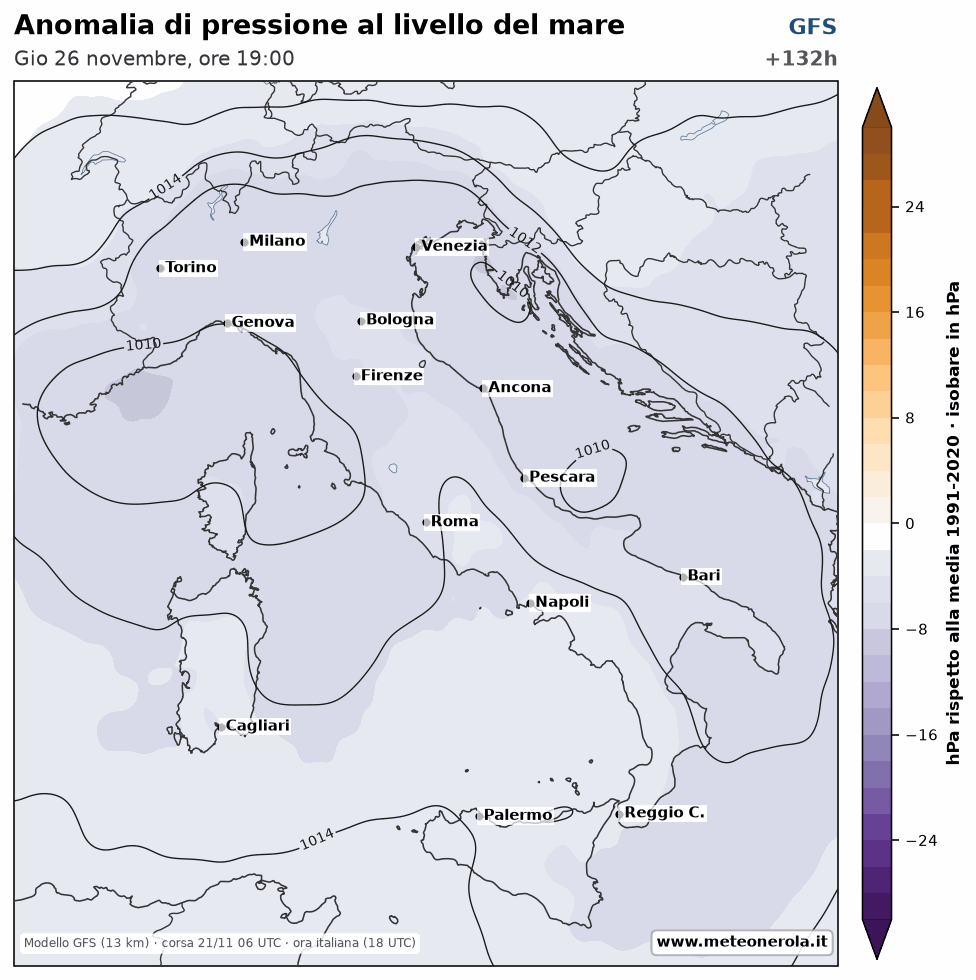 Anomalia di pressione al livello del mare
GFS
Gio 26 novembre, ore 19:00
+132h
1014
1012
Milano
Venezia
Torino
1010
Genova
Bologna
1010
Firenze
Ancona
1010
Pescara
Roma
Bari
Napoli
Cagliari
Palermo
Reggio C.
1014
24
16
8
0
−8
−16
−24
hPa rispetto alla media 1991-2020 · isobare in hPa
Modello GFS (13 km) · corsa 21/11 06 UTC · ora italiana (18 UTC)
www.meteonerola.it